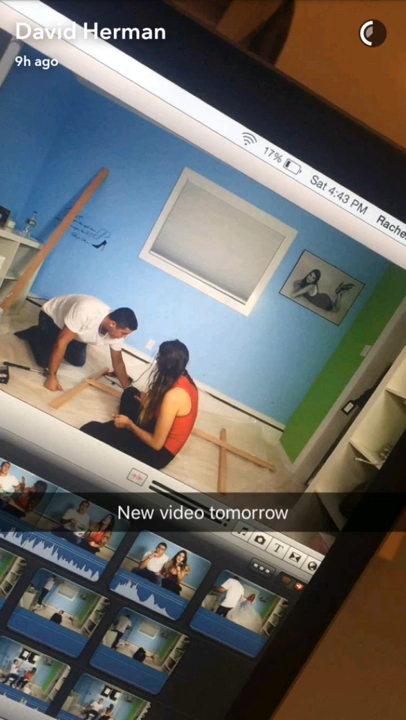 David Herman
9h ago
17%
Sat 4:43 PM
Rache
New video tomorrow
T